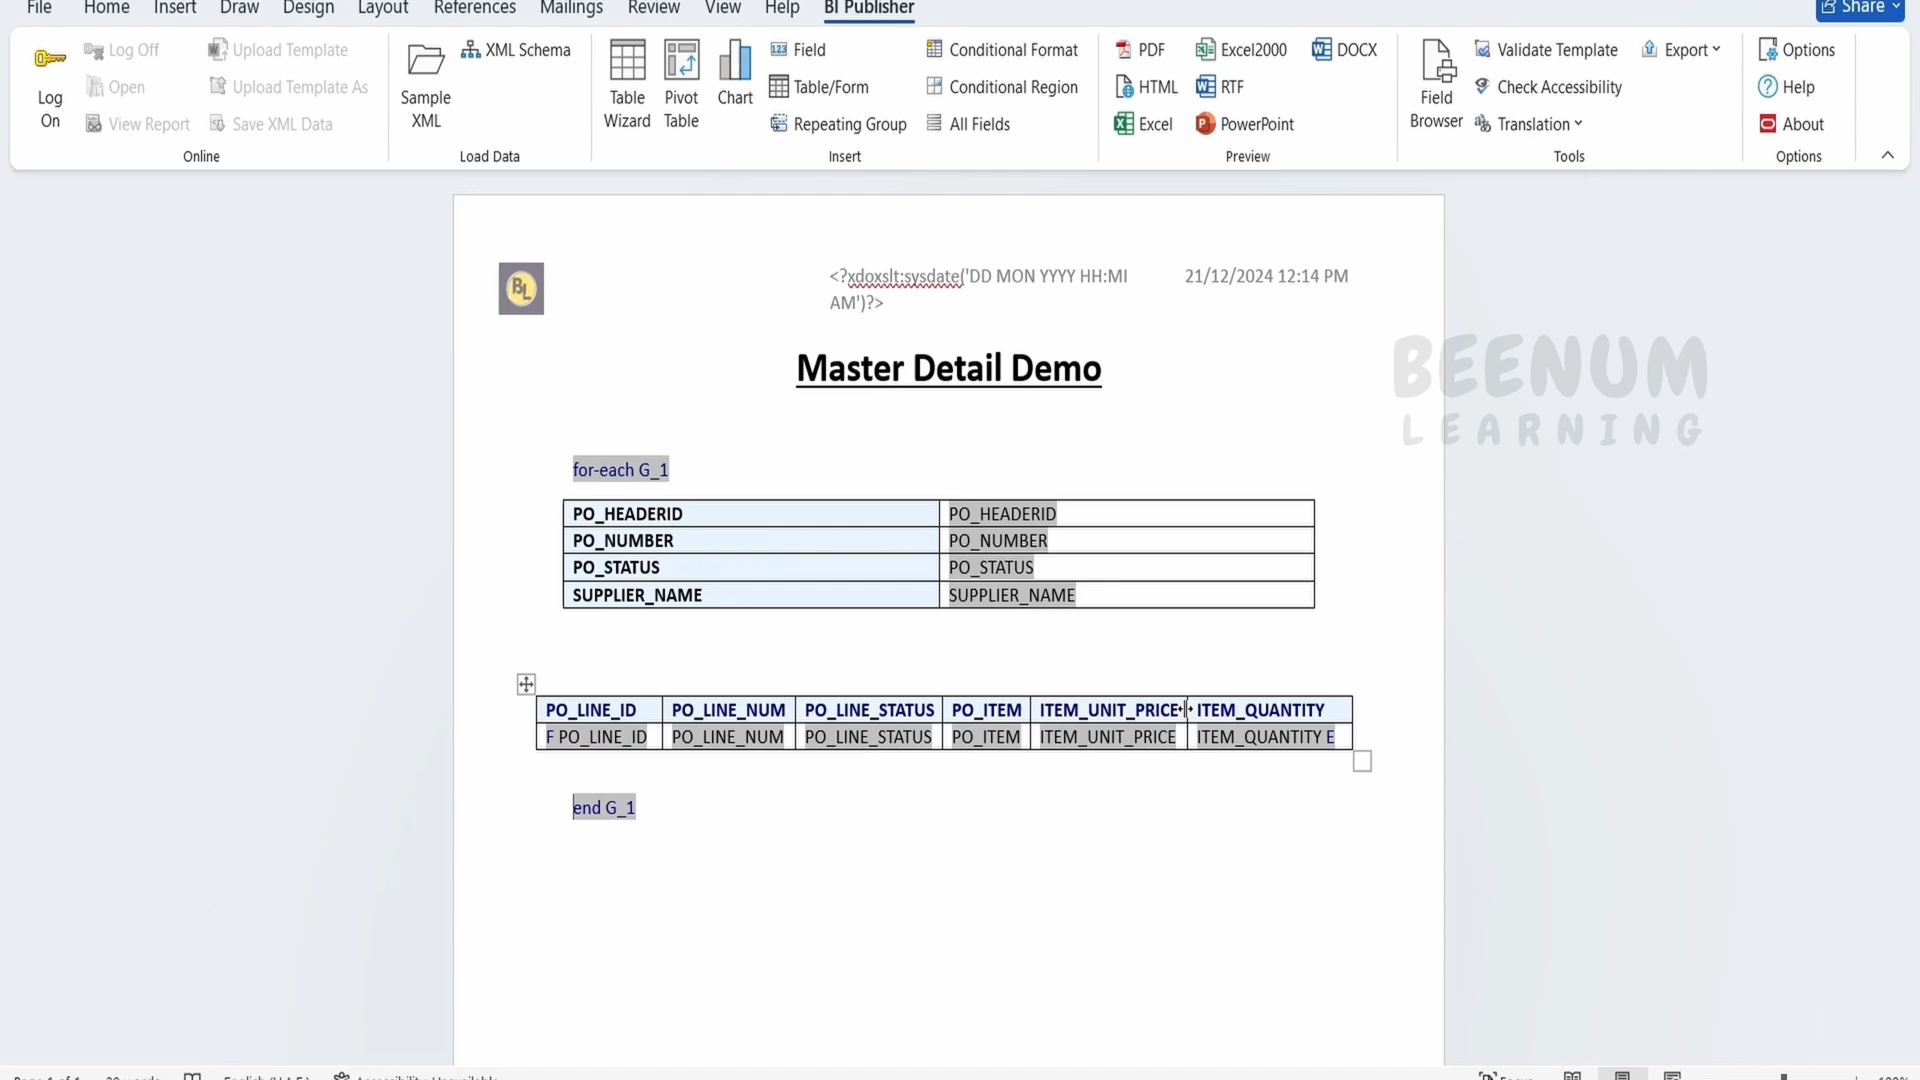 File Home Insert Draw Design Layout References Mailings Review View Help BI Publisher Share
Log On
Log Off
Open
View Report
Upload Template
Upload Template As
Save XML Data
Online
Sample XML
XML Schema
Load Data
Table Wizard
Pivot Table
Chart
Field
Table/Form
Repeating Group
Conditional Format
Conditional Region
All Fields
Insert
PDF
HTML
Excel
Excel2000
RTF
PowerPoint
DOCX
Preview
Field Browser
Validate Template
Check Accessibility
Translation
Export
Tools
Options
Help
About
Options
BL
<?xdoxslt:sysdate('DD MON YYYY HH:MI
AM')?>
21/12/2024 12:14 PM
Master Detail Demo
BEENUM
LEARNING
for-each G_1
PO_HEADERID PO_HEADERID
PO_NUMBER PO_NUMBER
PO_STATUS PO_STATUS
SUPPLIER_NAME SUPPLIER_NAME
PO_LINE_ID PO_LINE_NUM PO_LINE_STATUS PO_ITEM ITEM_UNIT_PRICE ITEM_QUANTITY
F PO_LINE_ID PO_LINE_NUM PO_LINE_STATUS PO_ITEM ITEM_UNIT_PRICE ITEM_QUANTITY E
end G_1